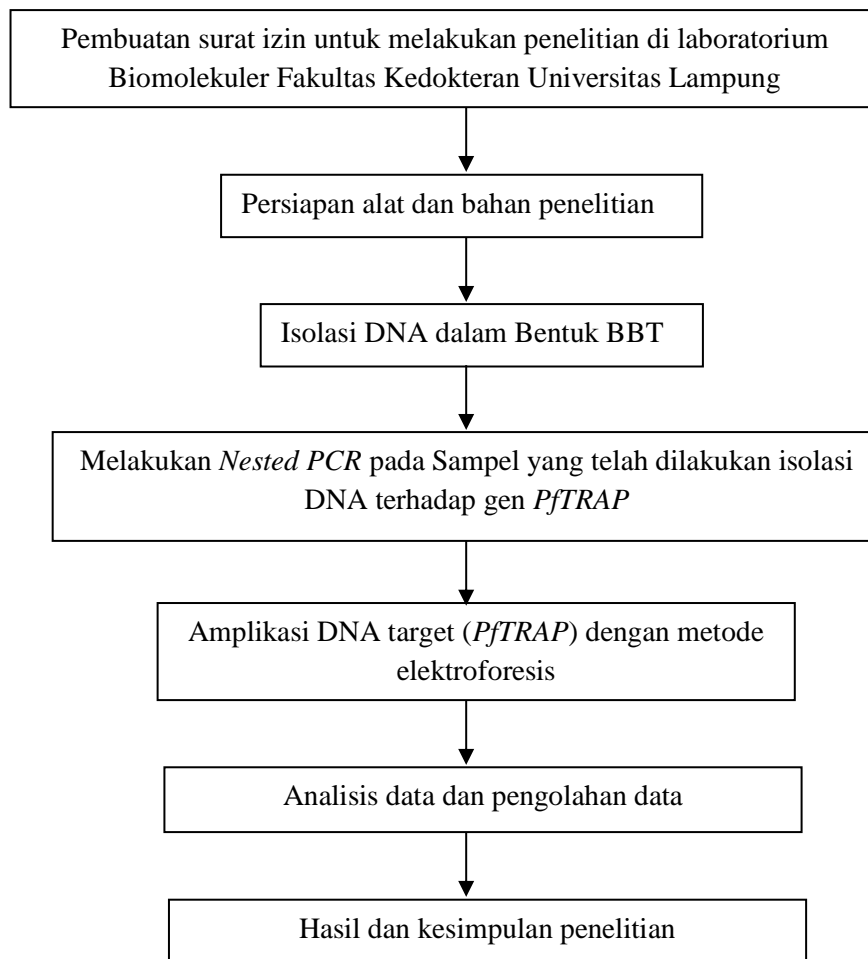 Pembuatan surat izin untuk melakukan penelitian di laboratorium
Biomolekuler Fakultas Kedokteran Universitas Lampung
Persiapan alat dan bahan penelitian
Isolasi DNA dalam Bentuk BBT
Melakukan Nested PCR pada Sampel yang telah dilakukan isolasi
DNA terhadap gen PfTRAP
Amplikasi DNA target (PfTRAP) dengan metode
elektroforesis
Analisis data dan pengolahan data
Hasil dan kesimpulan penelitian